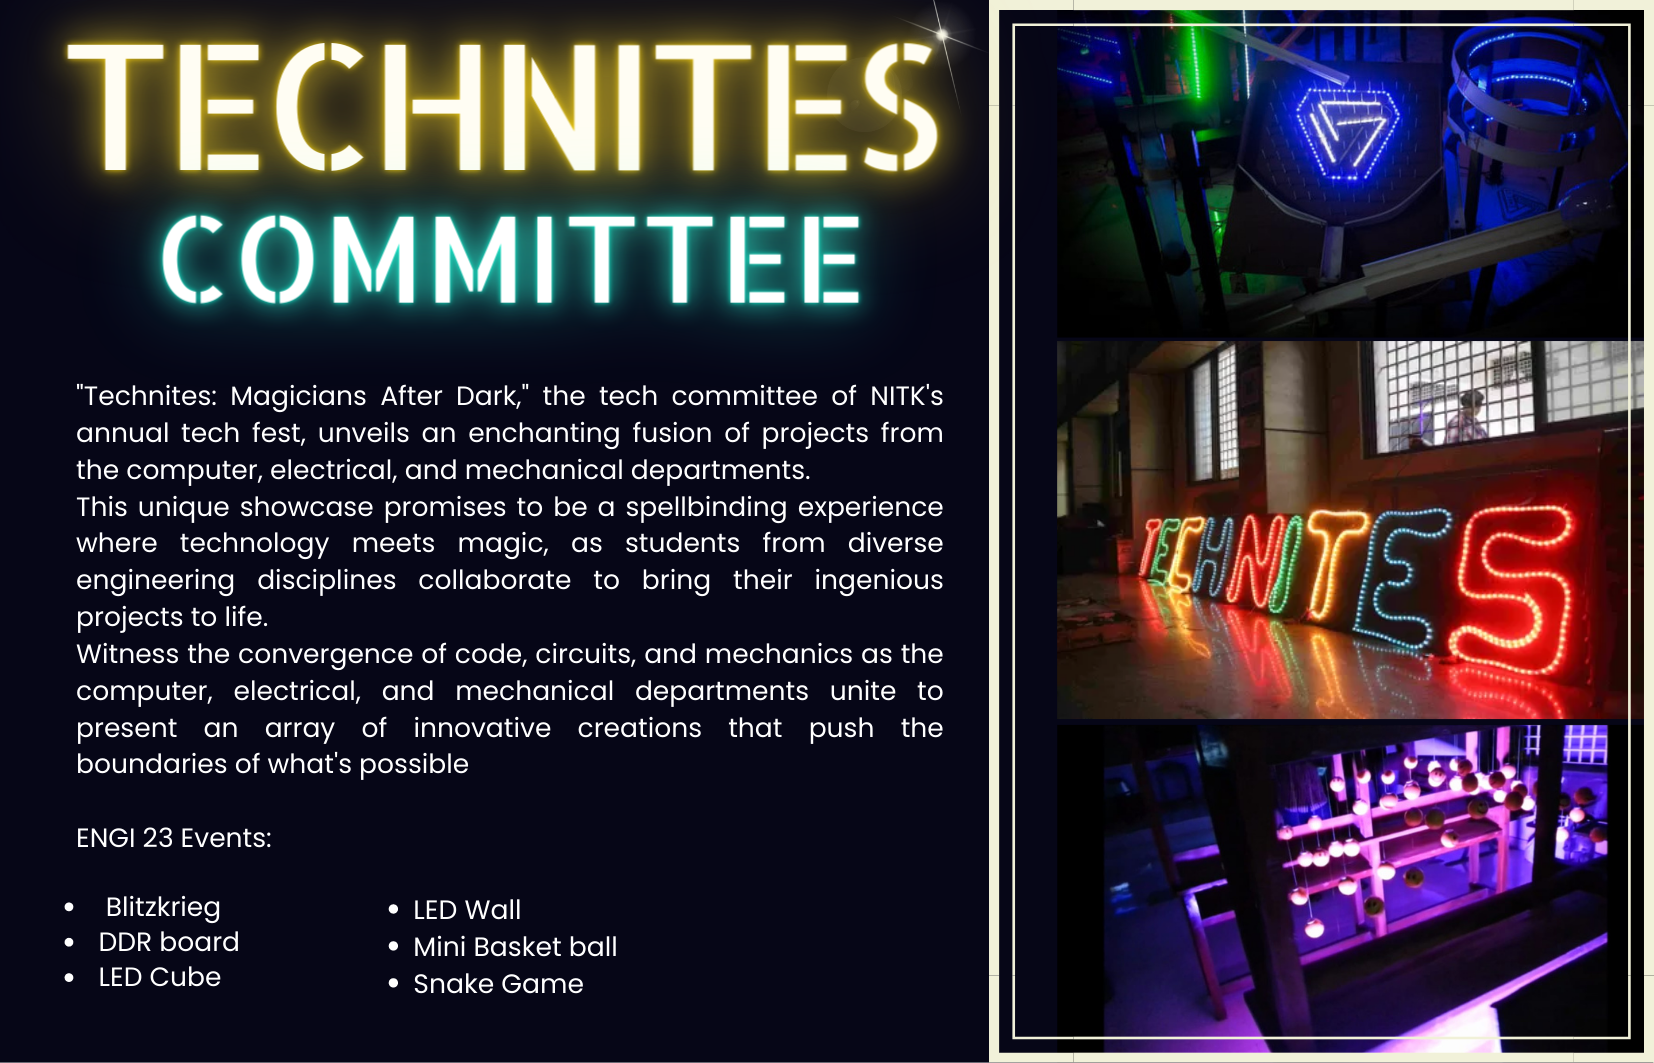 TECHNITES
COMMITTEE
"Technites: Magicians After Dark," the tech committee of NITK's
annual tech fest, unveils an enchanting fusion of projects from
the computer, electrical, and mechanical departments.
This unique showcase promises to be a spellbinding experience
where technology meets magic, as students from diverse
engineering disciplines collaborate to bring their ingenious
projects to life.
Witness the convergence of code, circuits, and mechanics as the
computer, electrical, and mechanical departments unite to
present an array of innovative creations that push the
boundaries of what's possible
ENGI 23 Events:
• Blitzkrieg
• DDR board
• LED Cube
• LED Wall
• Mini Basket ball
• Snake Game
TECHNITES